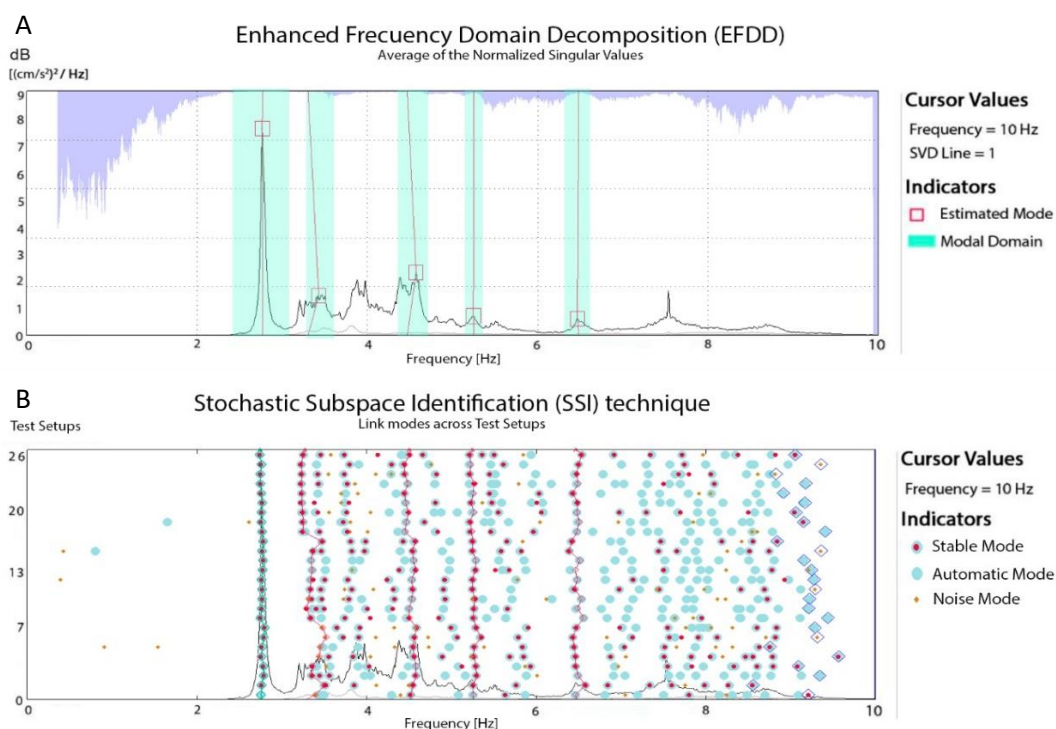 A
Enhanced Frecuency Domain Decomposition (EFDD)
Average of the Normalized Singular Values
dB
[(cm/s²)² / Hz]
9
8
7
6
5
4
3
2
1
0
0
2
4
6
8
10
Frequency [Hz]
Cursor Values
Frequency = 10 Hz
SVD Line = 1
Indicators
Estimated Mode
Modal Domain
B
Stochastic Subspace Identification (SSI) technique
Link modes across Test Setups
Test Setups
26
20
13
7
0
0
2
4
6
8
10
Frequency [Hz]
Cursor Values
Frequency = 10 Hz
Indicators
Stable Mode
Automatic Mode
Noise Mode